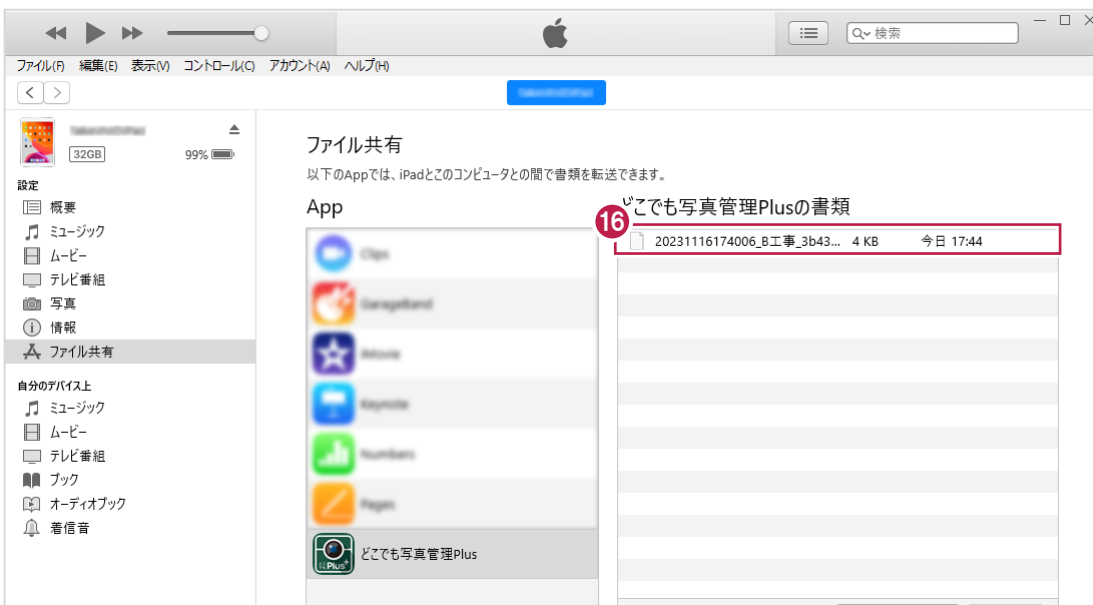 検索
ファイル(F) 編集(E) 表示(V) コントロール(C) アカウント(A) ヘルプ(H)
32GB 99%
設定
概要
ミュージック
ムービー
テレビ番組
写真
情報
ファイル共有
自分のデバイス上
ミュージック
ムービー
テレビ番組
ブック
オーディオブック
着信音
ファイル共有
以下のAppでは、iPadとこのコンピュータとの間で書類を転送できます。
App
Clips
GarageBand
iMovie
Keynote
Numbers
Pages
Plus+
どこでも写真管理Plus
どこでも写真管理Plusの書類
16
20231116174006_B工事_3b43... 4 KB 今日 17:44